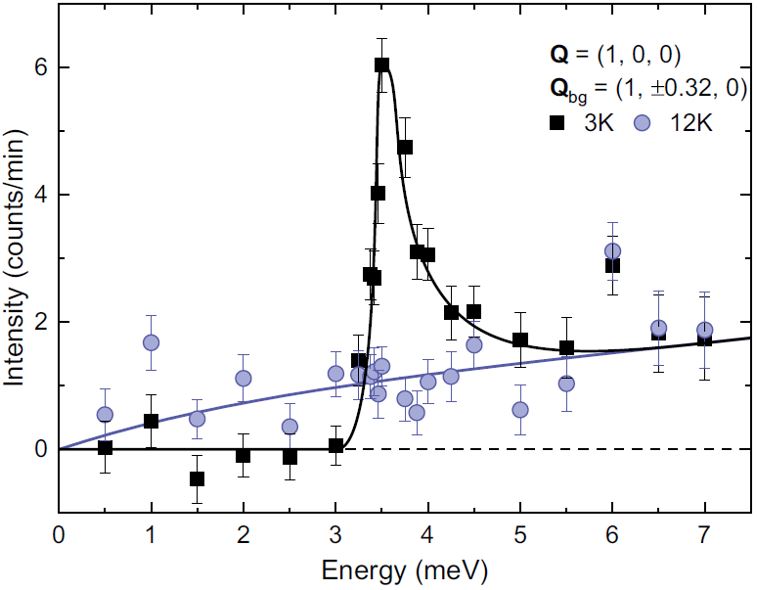 Q = (1, 0, 0)
Qbg = (1, ±0.32, 0)
3K 12K
Intensity (counts/min)
6
4
2
0
0 1 2 3 4 5 6 7
Energy (meV)